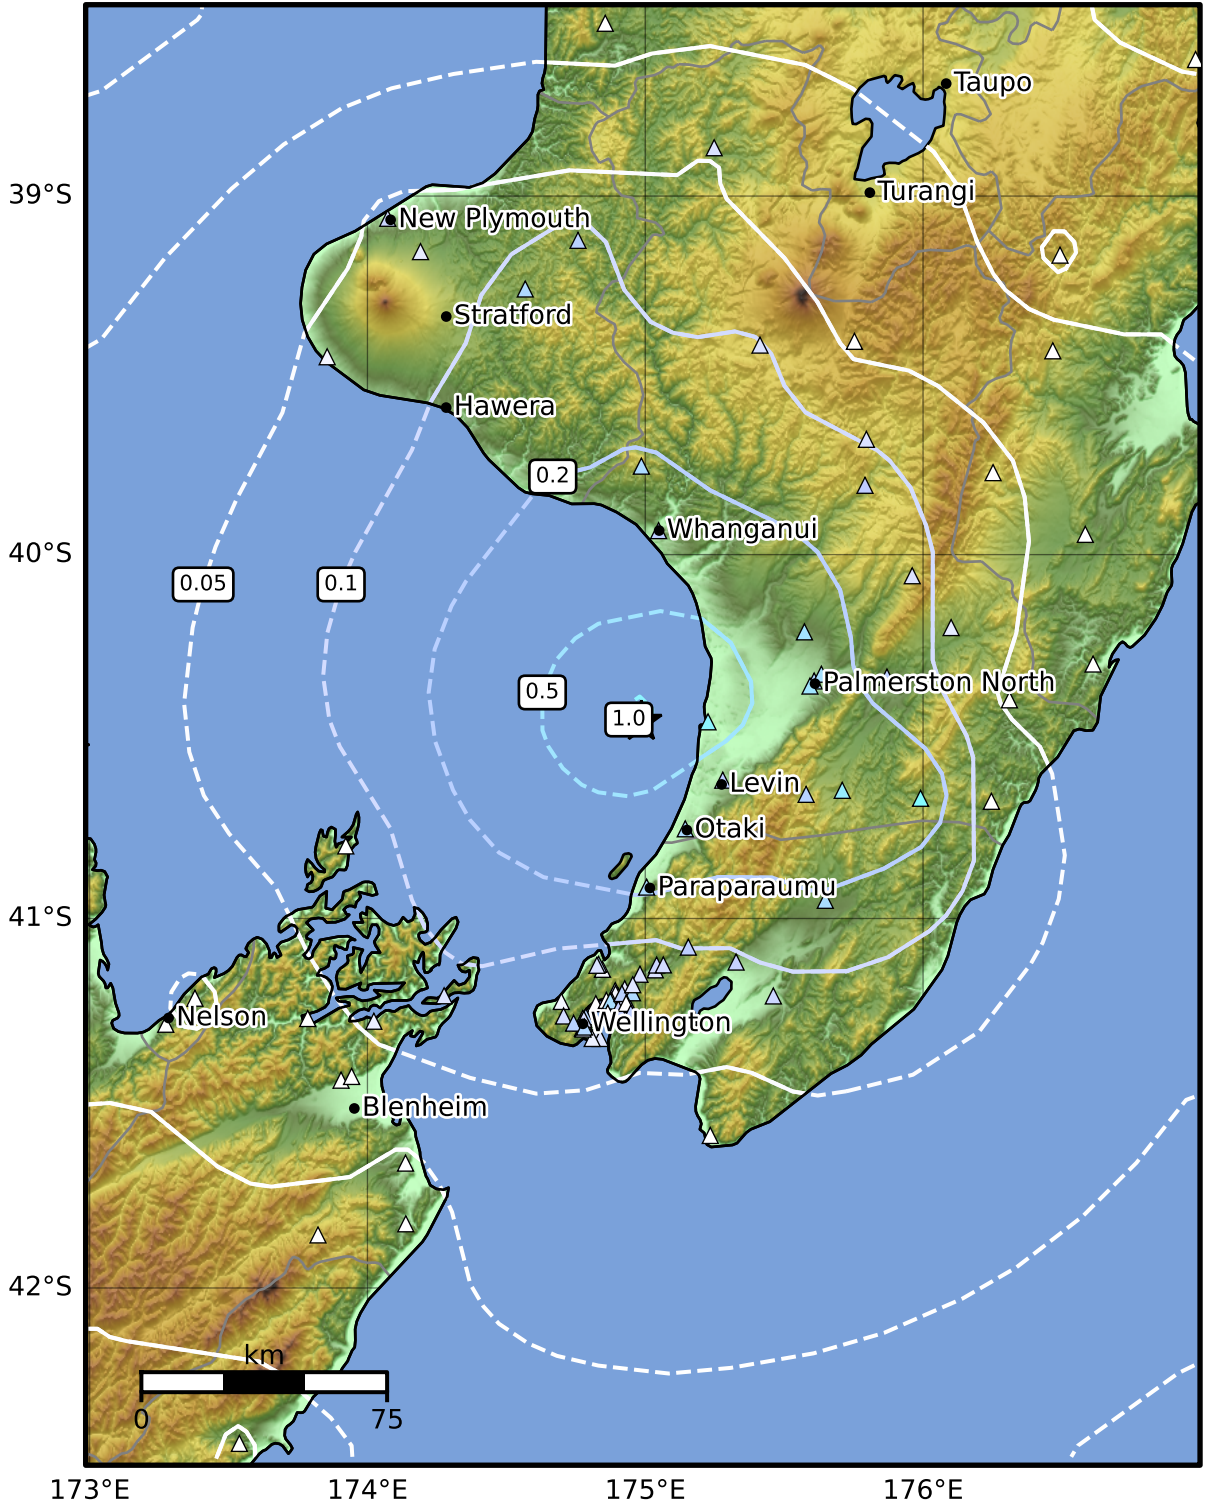 Taupo
39°S
Turangi
New Plymouth
Stratford
Hawera
0.2
Whanganui
40°S
0.05
0.1
Palmerston North
0.5
1.0
Levin
Otaki
Paraparaumu
41°S
Nelson
Wellington
Blenheim
42°S
km
0
75
173°E
174°E
175°E
176°E